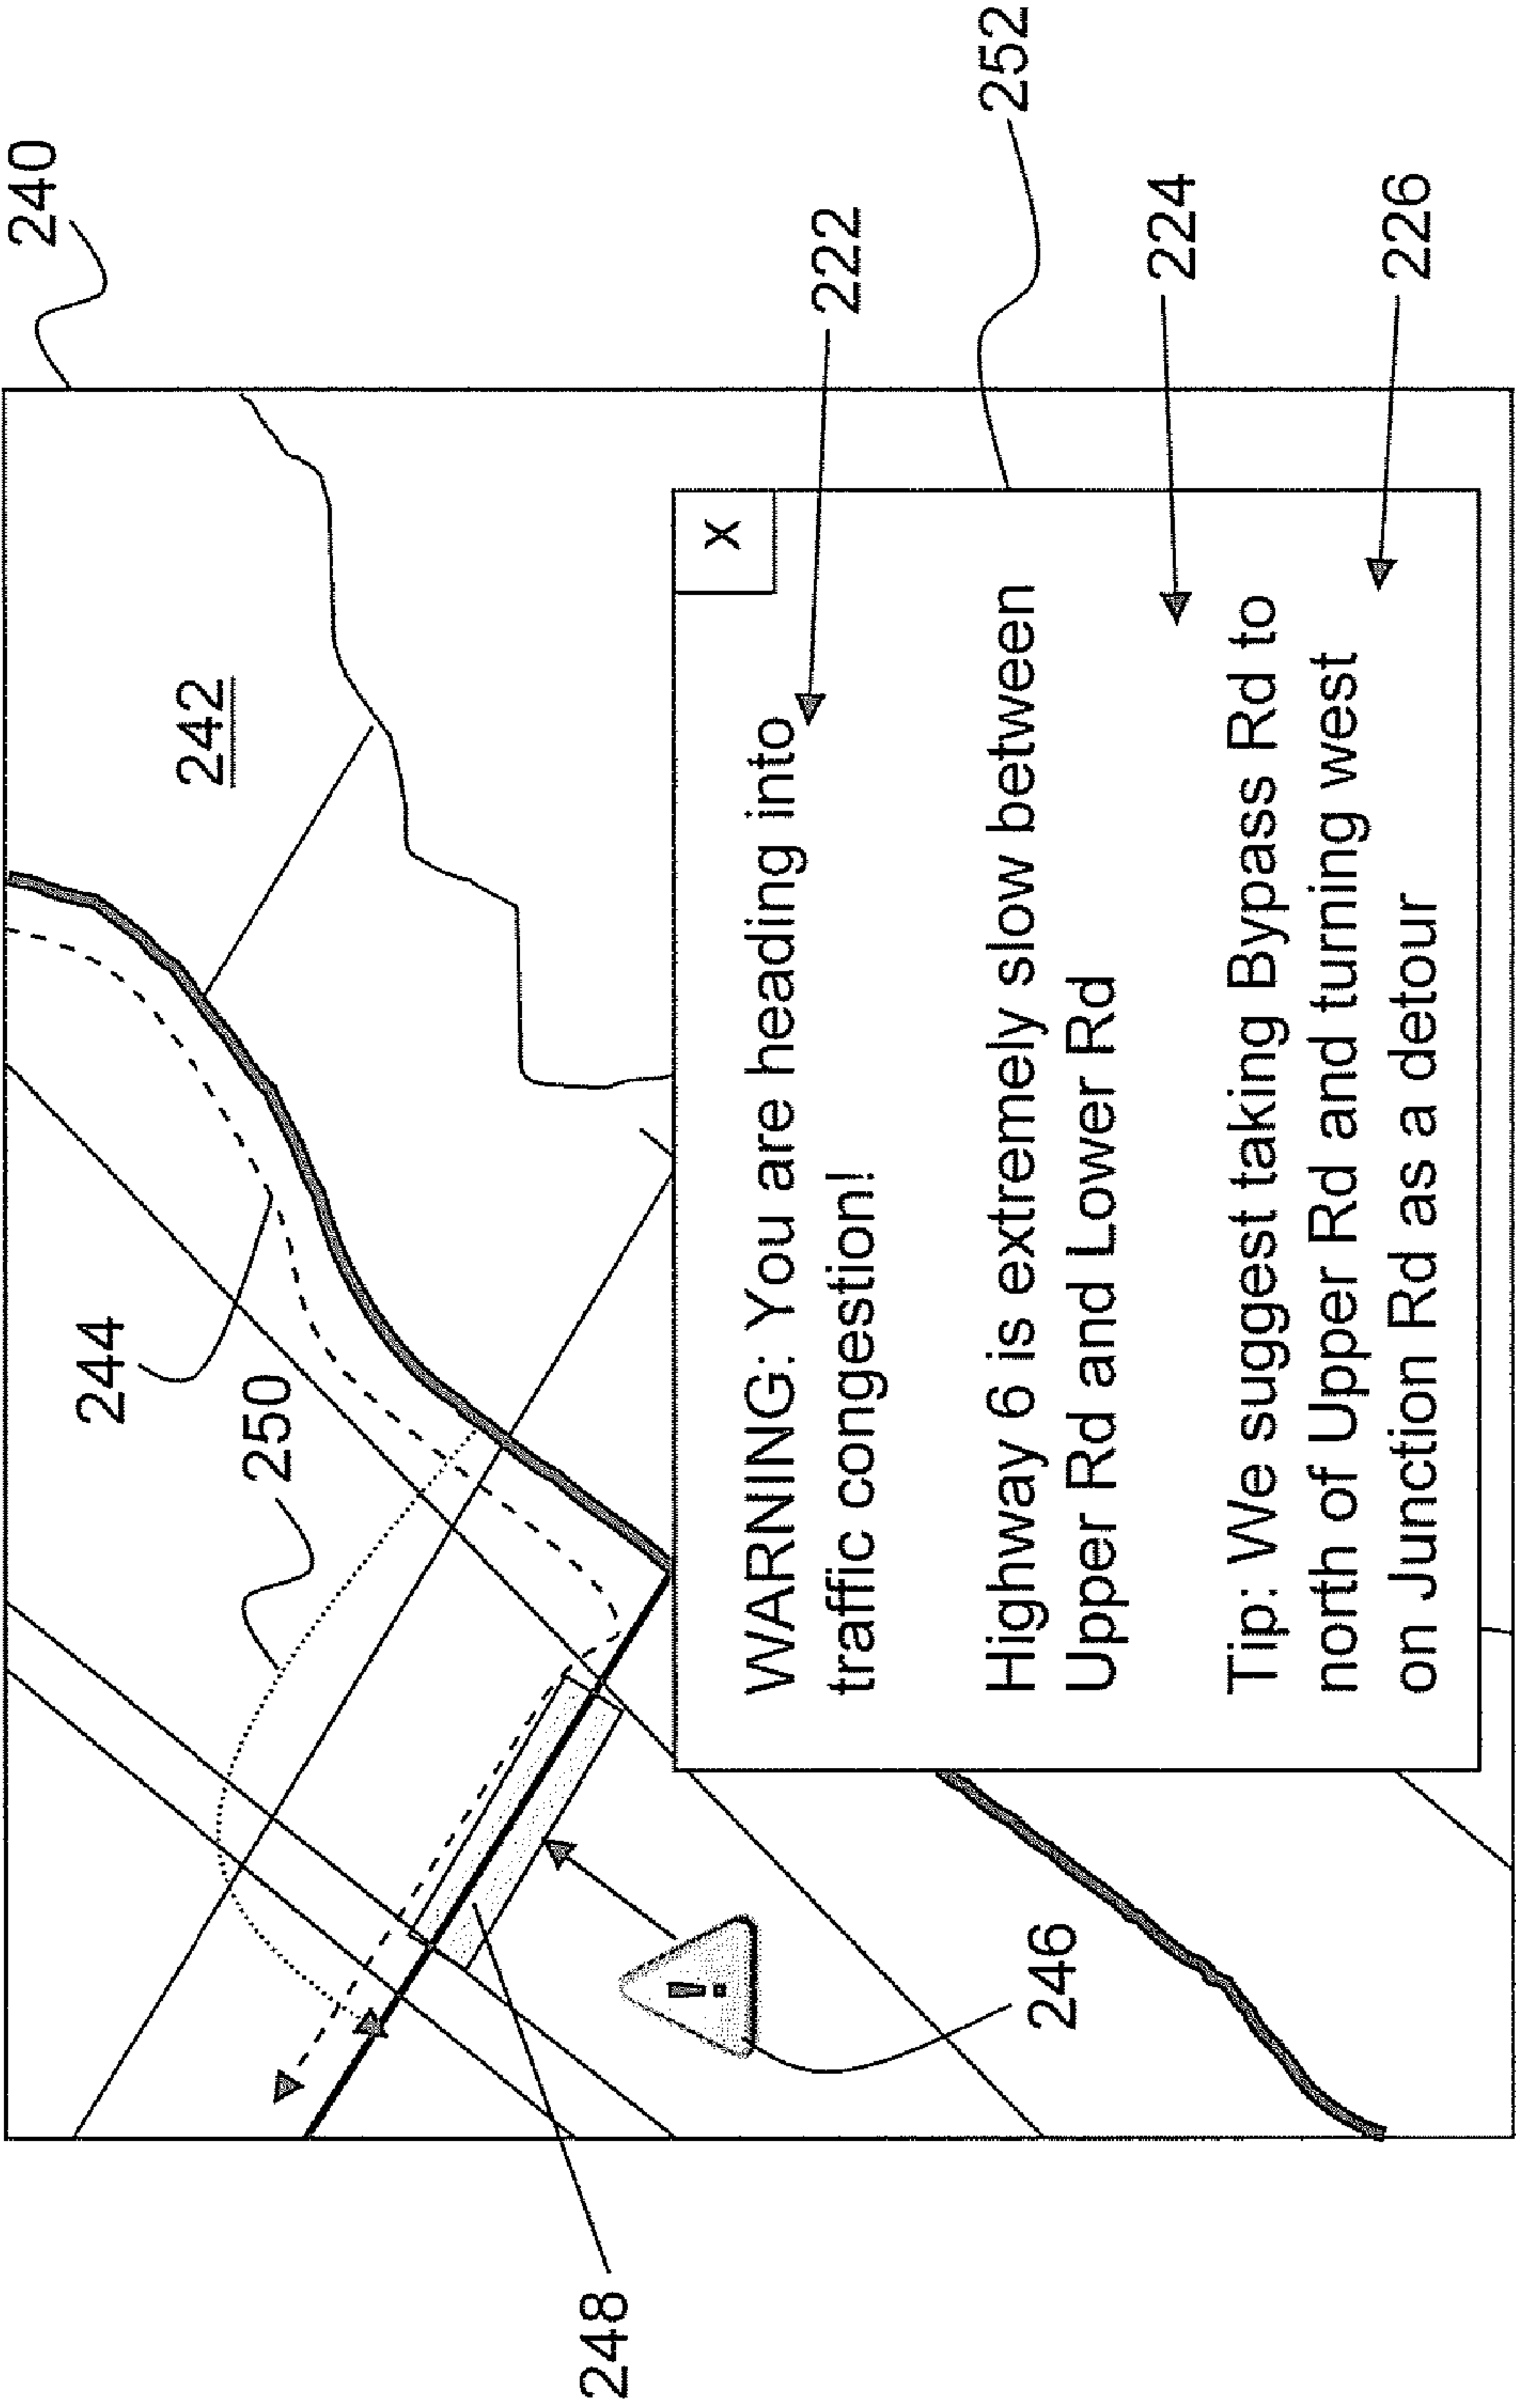 240
242
244
250
252
X
WARNING: You are heading into
traffic congestion!
222
Highway 6 is extremely slow between
Upper Rd and Lower Rd
224
Tip: We suggest taking Bypass Rd to
north of Upper Rd and turning west
on Junction Rd as a detour
226
248
!
246